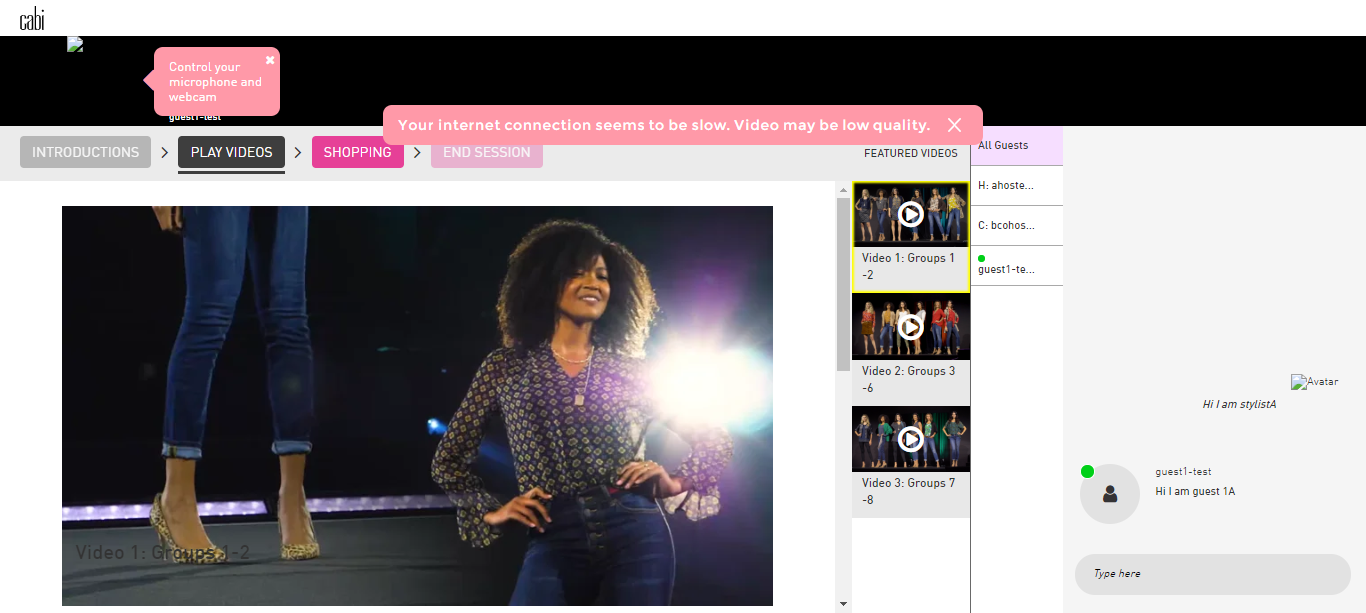 cabi
Control your
microphone and
webcam
guest1-test
Your internet connection seems to be slow. Video may be low quality.
INTRODUCTIONS
PLAY VIDEOS
SHOPPING
END SESSION
FEATURED VIDEOS
Video 1: Groups 1-2
Video 1: Groups 1
-2
Video 2: Groups 3
-6
Video 3: Groups 7
-8
All Guests
H: ahoste...
C: bcohos...
guest1-te...
Avatar
Hi I am stylistA
guest1-test
Hi I am guest 1A
Type here